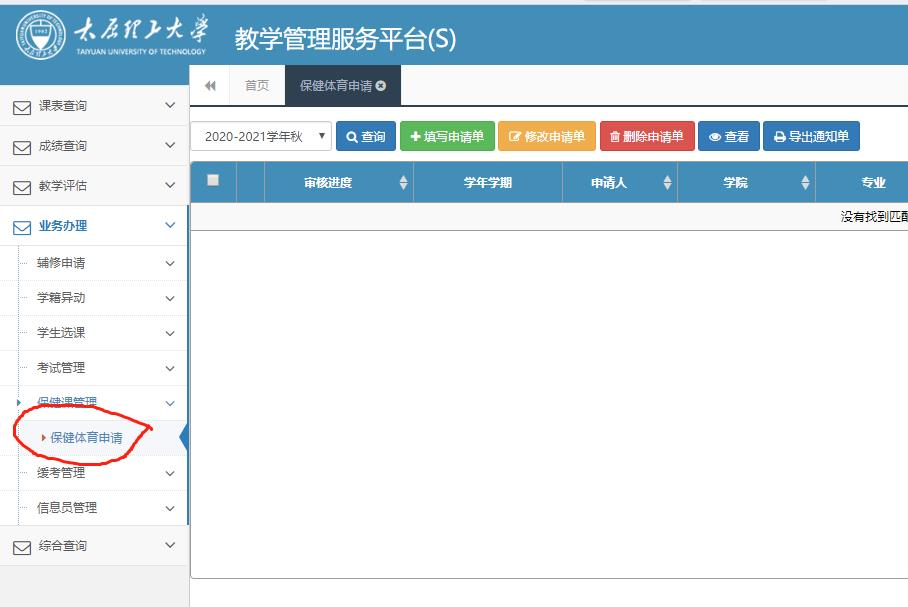 太原理工大学
TAIYUAN UNIVERSITY OF TECHNOLOGY
教学管理服务平台(S)
首页 保健体育申请
课表查询
成绩查询
教学评估
业务办理
辅修申请
学籍异动
学生选课
考试管理
保健课管理
保健体育申请
缓考管理
信息员管理
综合查询
2020-2021学年秋 查询 填写申请单 修改申请单 删除申请单 查看 导出通知单
审核进度 学年学期 申请人 学院 专业
没有找到匹配